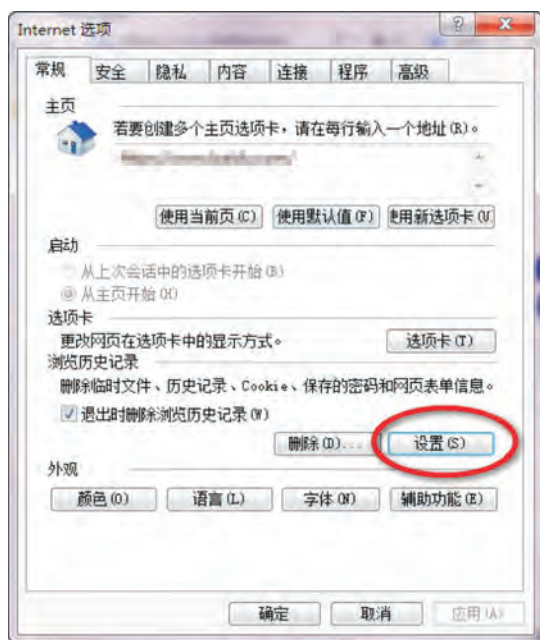 Internet 选项
常规 安全 隐私 内容 连接 程序 高级
主页
若要创建多个主页选项卡，请在每行输入一个地址(R)。
使用当前页(C) 使用默认值(F) 使用新选项卡(U
启动
从上次会话中的选项卡开始(B)
从主页开始(H)
选项卡
更改网页在选项卡中的显示方式。 选项卡(T)
浏览历史记录
删除临时文件、历史记录、Cookie、保存的密码和网页表单信息。
退出时删除浏览历史记录(W)
删除(D)... 设置(S)
外观
颜色(O) 语言(L) 字体(N) 辅助功能(E)
确定 取消 应用(A)